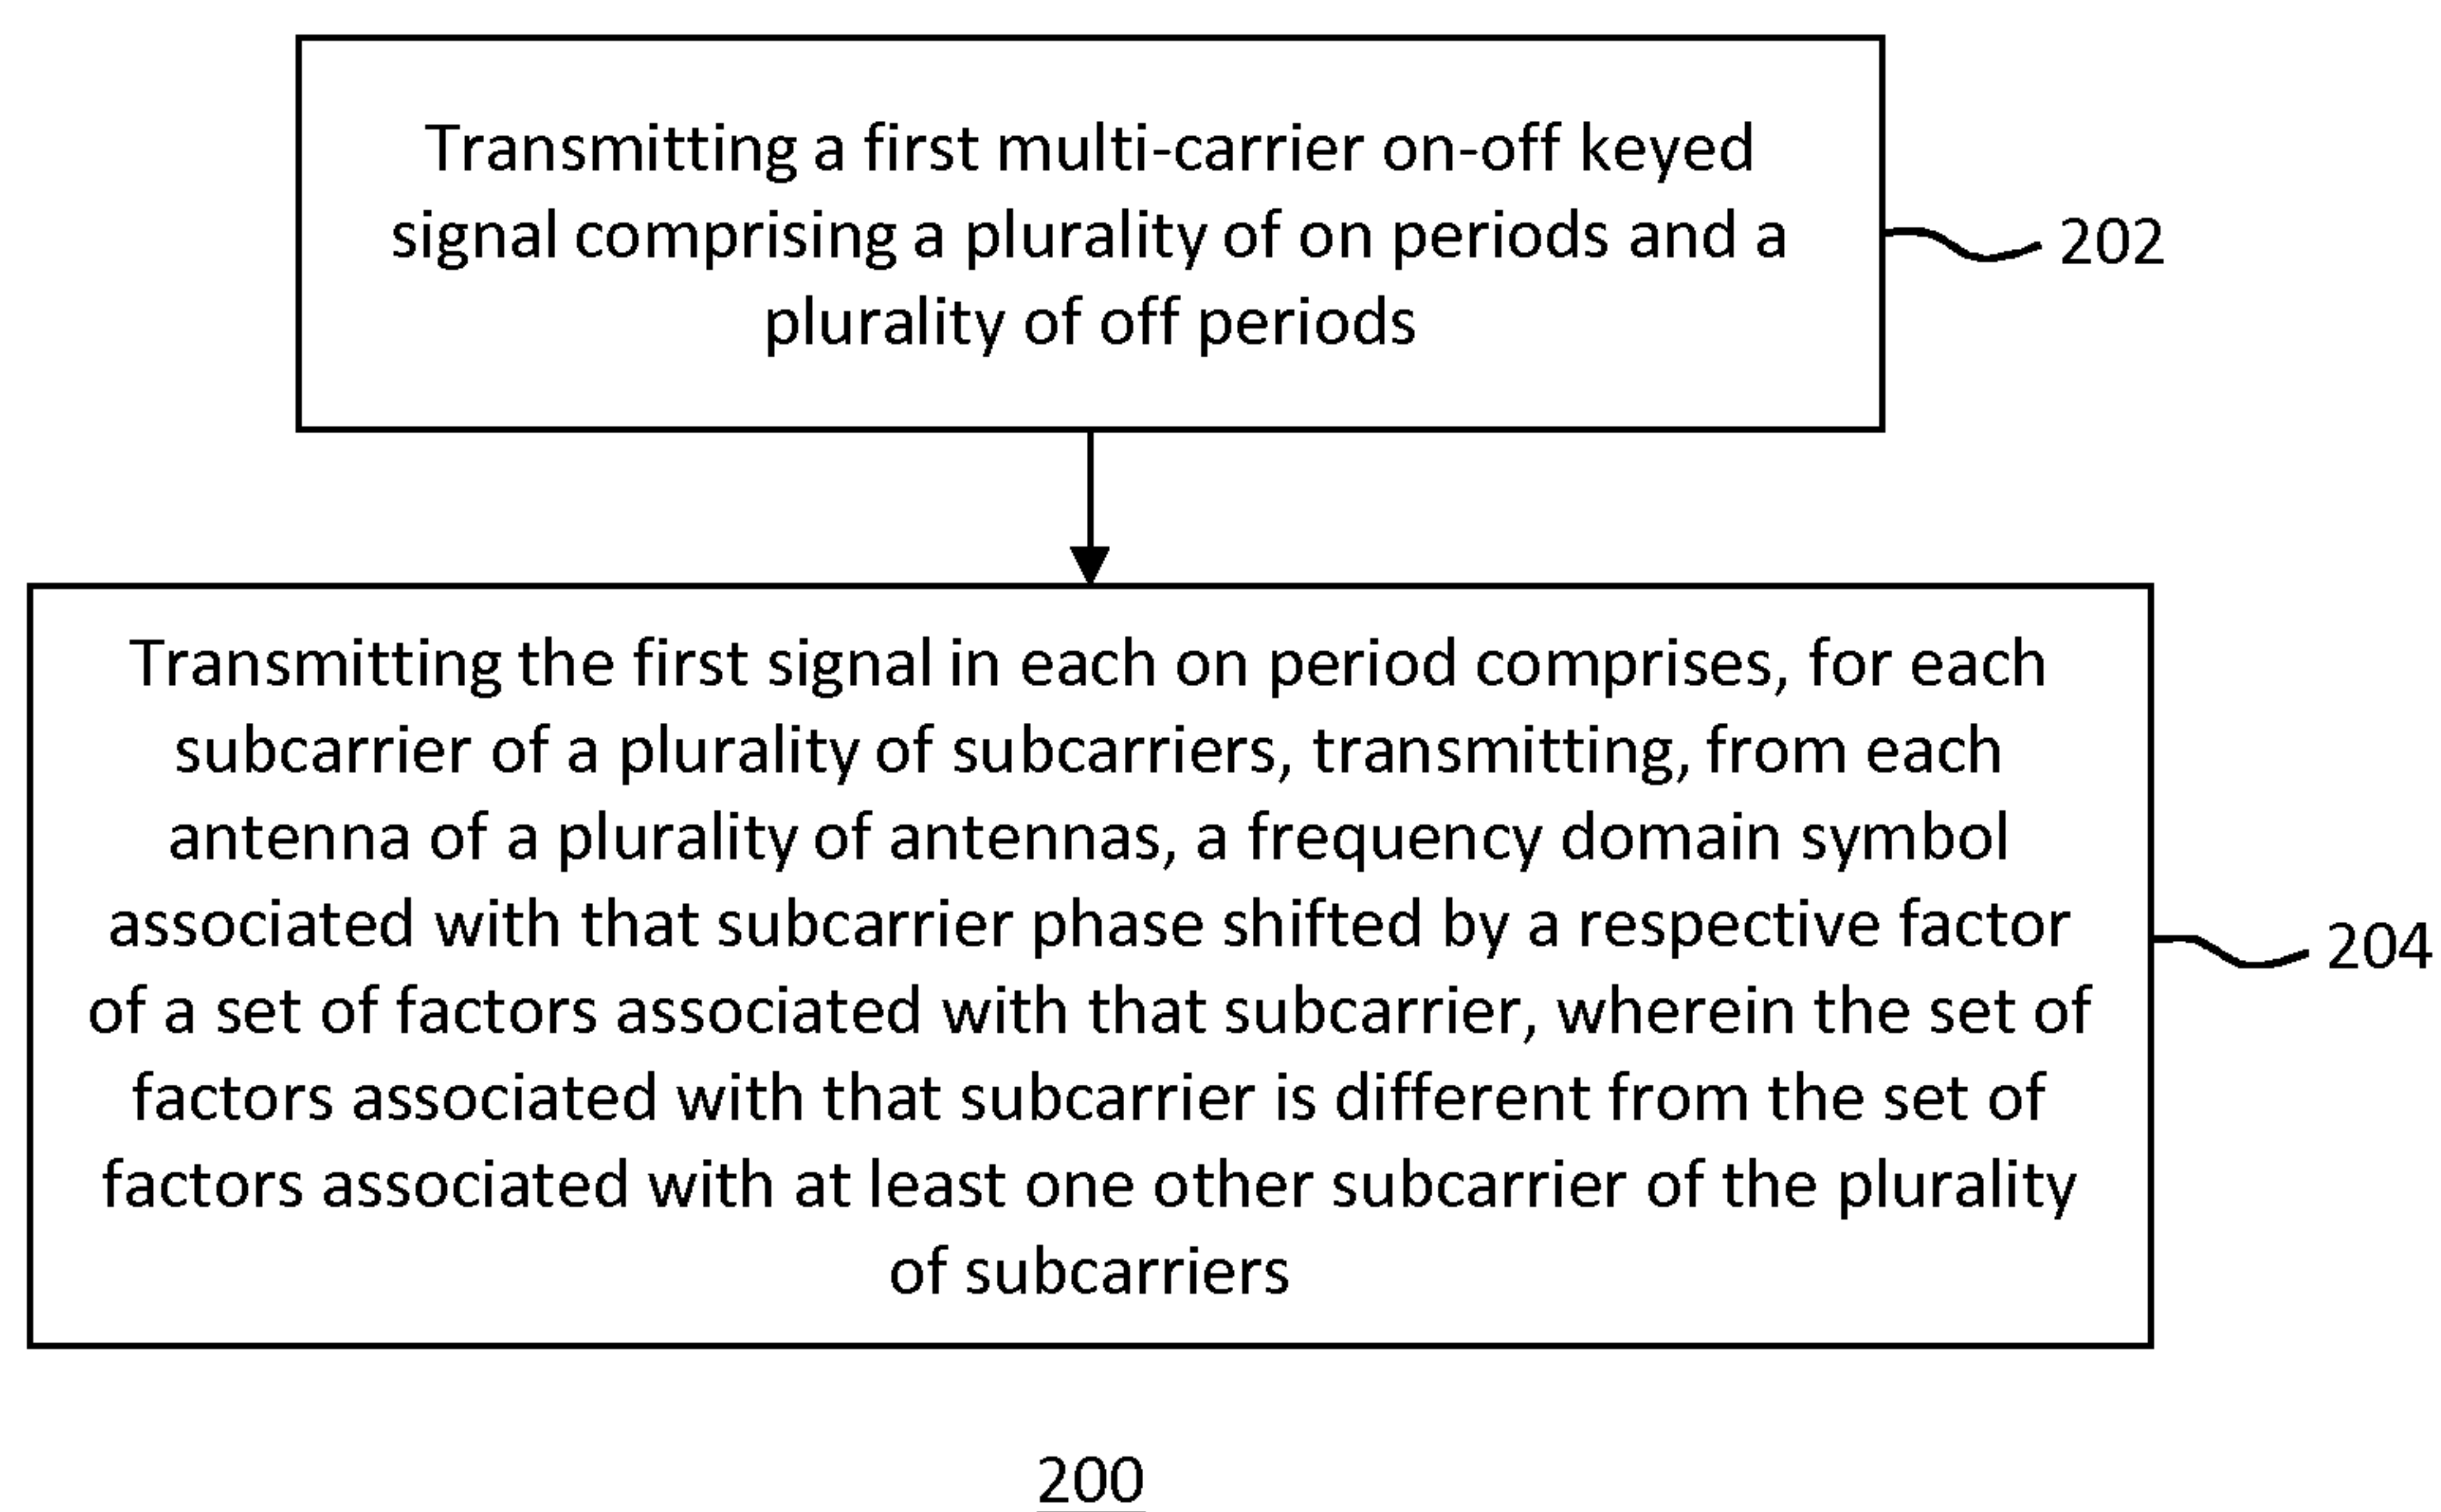 Transmitting a first multi-carrier on-off keyed
signal comprising a plurality of on periods and a
plurality of off periods
202
Transmitting the first signal in each on period comprises, for each
subcarrier of a plurality of subcarriers, transmitting, from each
antenna of a plurality of antennas, a frequency domain symbol
associated with that subcarrier phase shifted by a respective factor
of a set of factors associated with that subcarrier, wherein the set of
factors associated with that subcarrier is different from the set of
factors associated with at least one other subcarrier of the plurality
of subcarriers
204
200